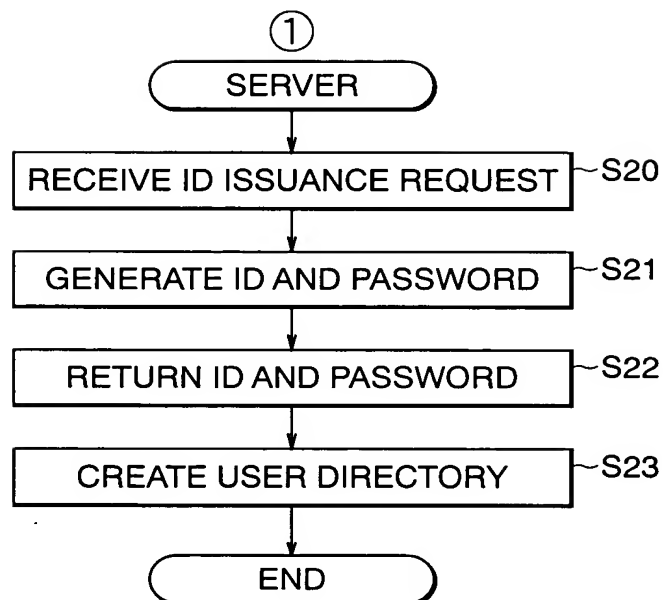 ①
SERVER
RECEIVE ID ISSUANCE REQUEST ~S20
GENERATE ID AND PASSWORD ~S21
RETURN ID AND PASSWORD ~S22
CREATE USER DIRECTORY ~S23
END